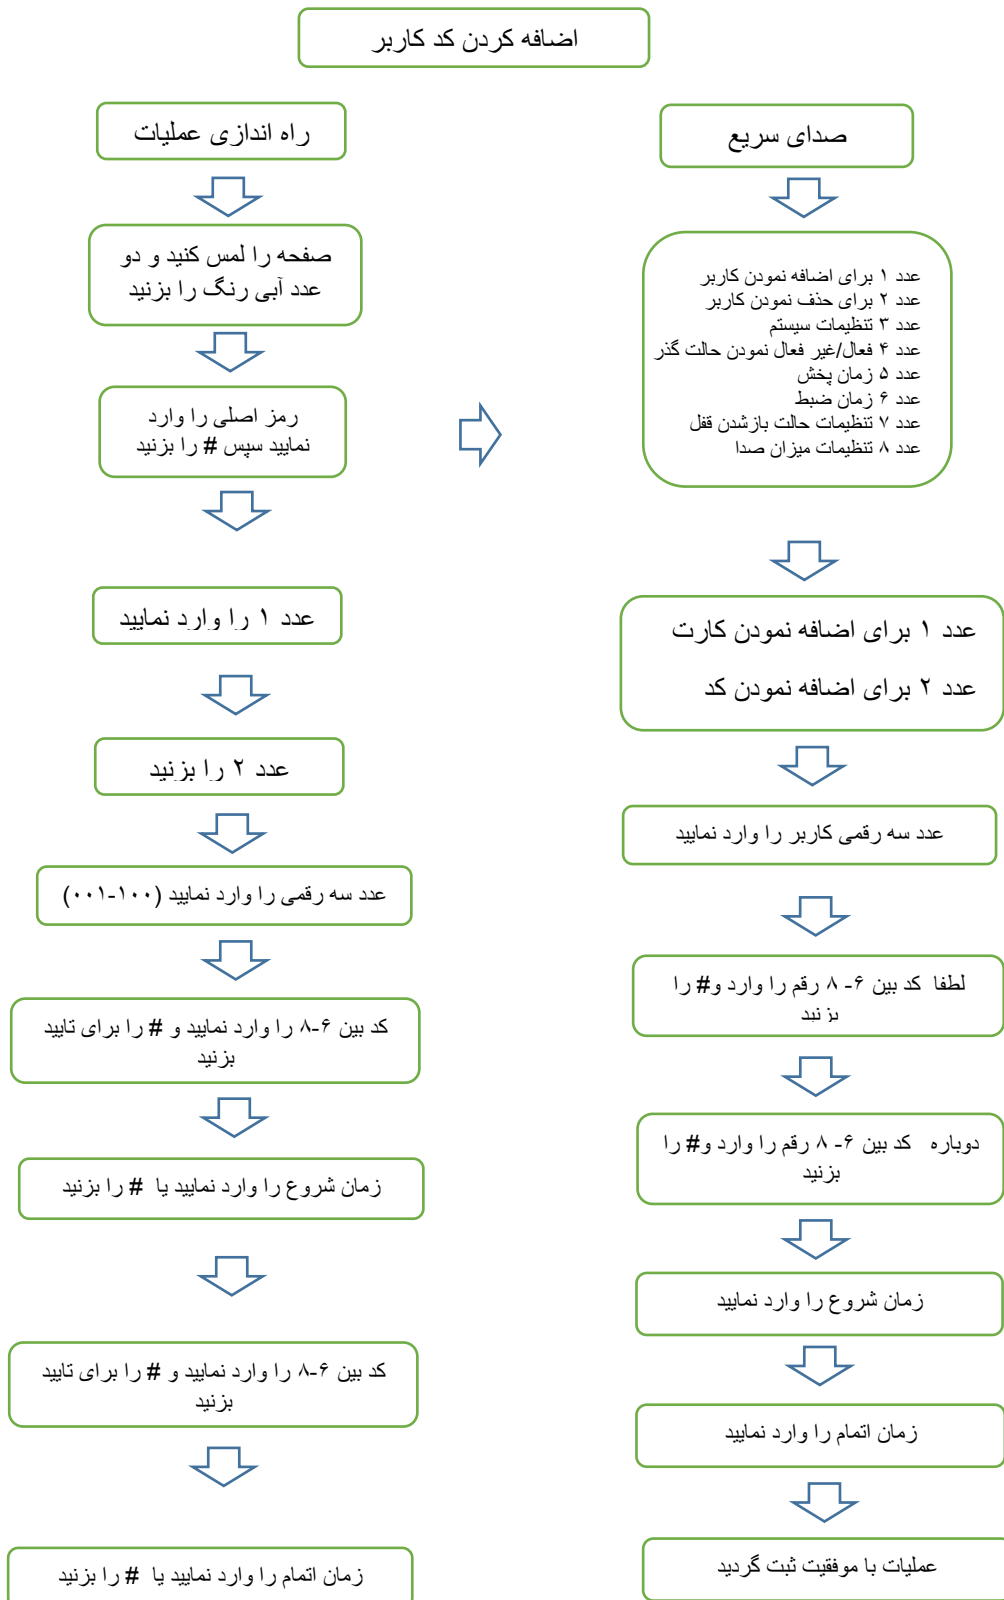 اضافه کردن کد کاربر
راه اندازی عملیات
صفحه را لمس کنید و دو
عدد آبی رنگ را بزنید
رمز اصلی را وارد
نمایید سپس # را بزنید
عدد ۱ را وارد نمایید
عدد ۲ را بزنید
عدد سه رقمی را وارد نمایید (۱۰۰-۰۰۱)
کد بین ۶-۸ را وارد نمایید و # را برای تایید
بزنید
زمان شروع را وارد نمایید یا # را بزنید
کد بین ۶-۸ را وارد نمایید و # را برای تایید
بزنید
زمان اتمام را وارد نمایید یا # را بزنید
صدای سریع
عدد ۱ برای اضافه نمودن کاربر
عدد ۲ برای حذف نمودن کاربر
عدد ۳ تنظیمات سیستم
عدد ۴ فعال/غیر فعال نمودن حالت گذر
عدد ۵ زمان پخش
عدد ۶ زمان ضبط
عدد ۷ تنظیمات حالت بازشدن قفل
عدد ۸ تنظیمات میزان صدا
عدد ۱ برای اضافه نمودن کارت
عدد ۲ برای اضافه نمودن کد
عدد سه رقمی کاربر را وارد نمایید
لطفا کد بین ۶- ۸ رقم را وارد و# را
بزنید
دوباره کد بین ۶- ۸ رقم را وارد و# را
بزنید
زمان شروع را وارد نمایید
زمان اتمام را وارد نمایید
عملیات با موفقیت ثبت گردید